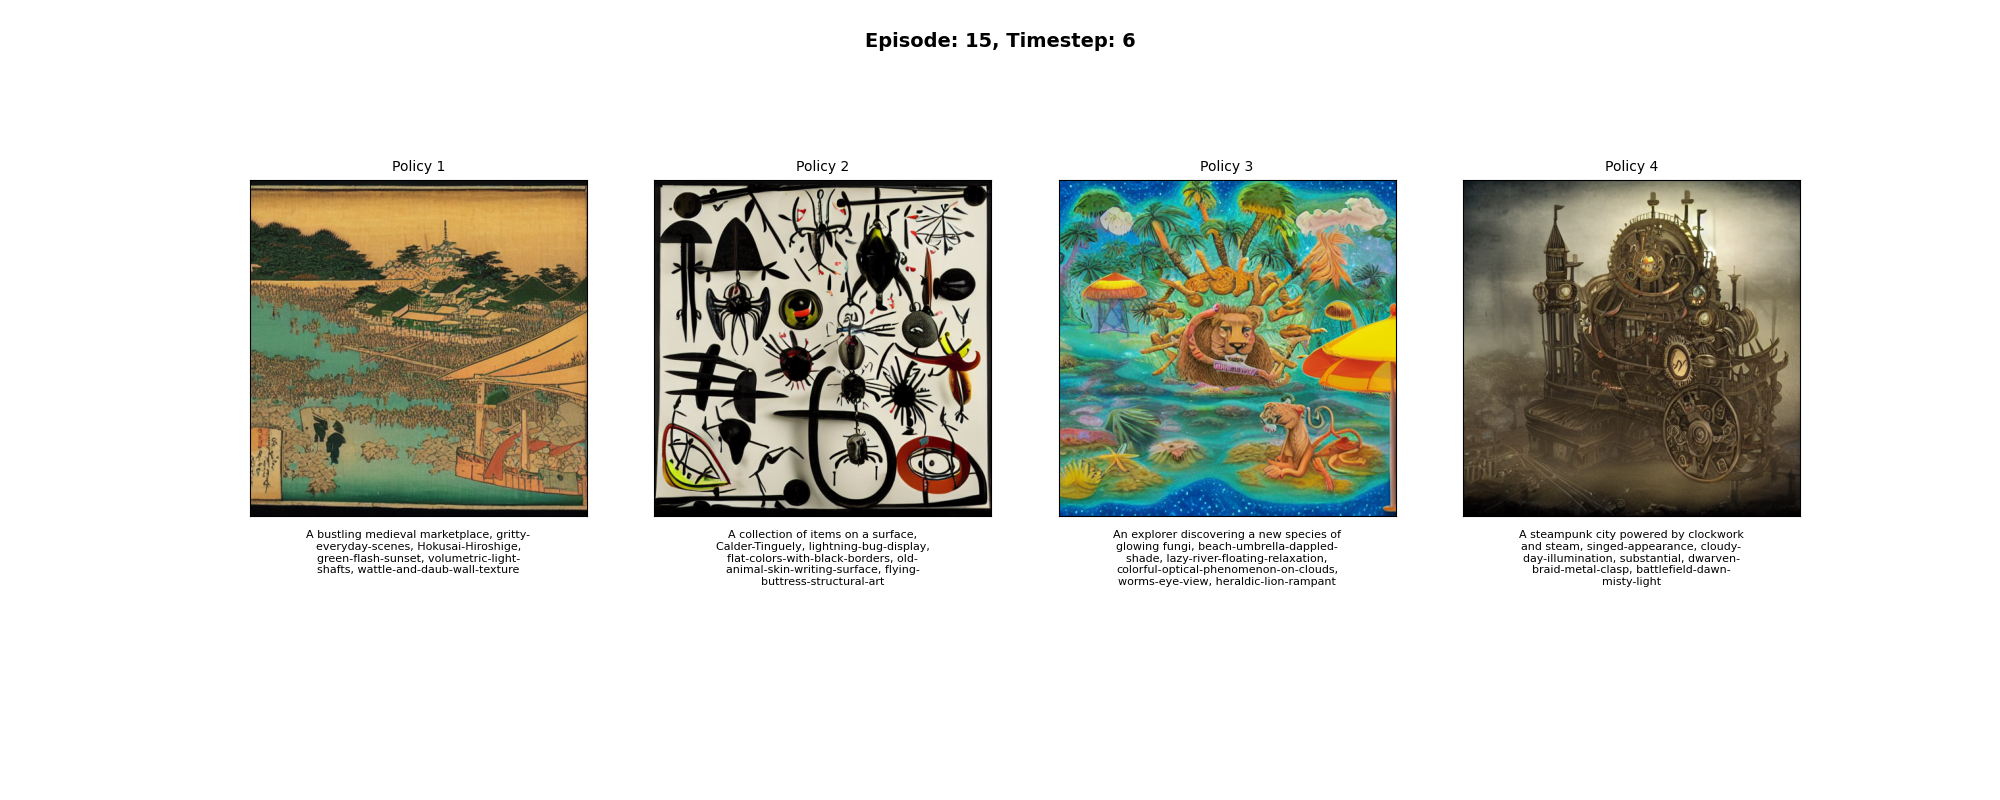 Episode: 15, Timestep: 6
Policy 1
Policy 2
Policy 3
Policy 4
A bustling medieval marketplace, gritty-
everyday-scenes, Hokusai-Hiroshige,
green-flash-sunset, volumetric-light-
shafts, wattle-and-daub-wall-texture
A collection of items on a surface,
Calder-Tinguely, lightning-bug-display,
flat-colors-with-black-borders, old-
animal-skin-writing-surface, flying-
buttress-structural-art
An explorer discovering a new species of
glowing fungi, beach-umbrella-dappled-
shade, lazy-river-floating-relaxation,
colorful-optical-phenomenon-on-clouds,
worms-eye-view, heraldic-lion-rampant
A steampunk city powered by clockwork
and steam, singed-appearance, cloudy-
day-illumination, substantial, dwarven-
braid-metal-clasp, battlefield-dawn-
misty-light